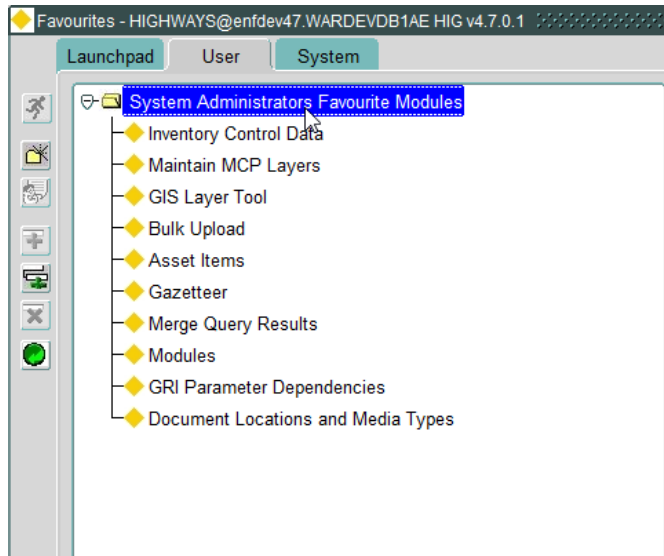 Favourites - HIGHWAYS@enfdev47.WARDEVDB1AE HIG v4.7.0.1
Launchpad User System
System Administrators Favourite Modules
Inventory Control Data
Maintain MCP Layers
GIS Layer Tool
Bulk Upload
Asset Items
Gazetteer
Merge Query Results
Modules
GRI Parameter Dependencies
Document Locations and Media Types